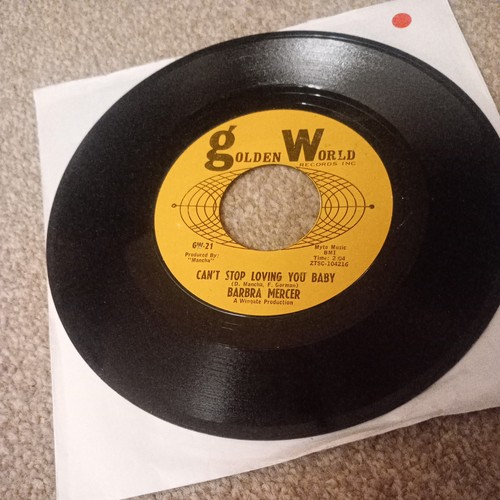 golden World
RECORDS INC
GW-21
Produced By:
"Mancha"
Myto Music
BMI
Time: 2:04
ZTSC-104216
CAN'T STOP LOVING YOU BABY
(D. Mancha, F. Gorman)
BARBRA MERCER
A Wingate Production